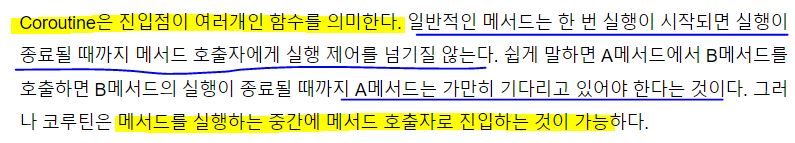 Coroutine은 진입점이 여러개인 함수를 의미한다. 일반적인 메서드는 한 번 실행이 시작되면 실행이
종료될 때까지 메서드 호출자에게 실행 제어를 넘기질 않는다. 쉽게 말하면 A메서드에서 B메서드를
호출하면 B메서드의 실행이 종료될 때까지 A메서드는 가만히 기다리고 있어야 한다는 것이다. 그러
나 코루틴은 메서드를 실행하는 중간에 메서드 호출자로 진입하는 것이 가능하다.